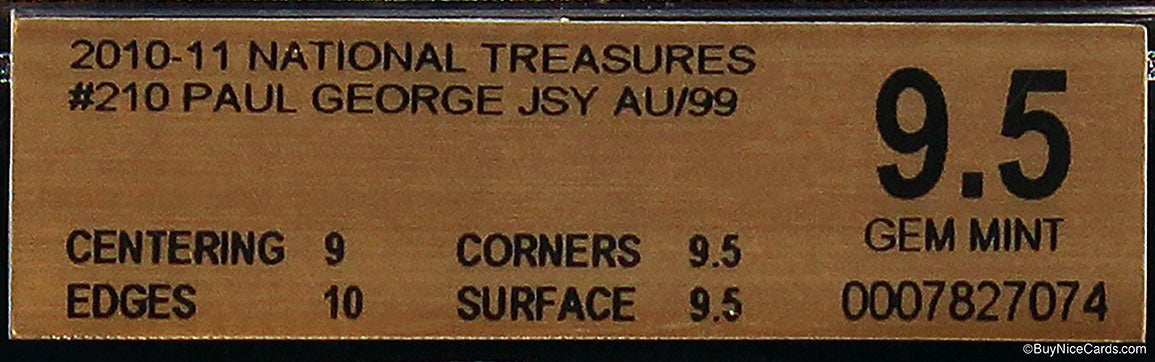 2010-11 NATIONAL TREASURES
#210 PAUL GEORGE JSY AU/99
9.5
GEM MINT
CENTERING 9 CORNERS 9.5
EDGES 10 SURFACE 9.5
0007827074
©BuyNiceCards.com